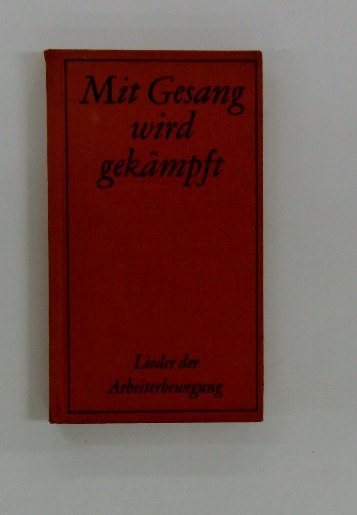 Mit Gesang
wird
gekämpft
Lieder der
Arbeiterbewegung